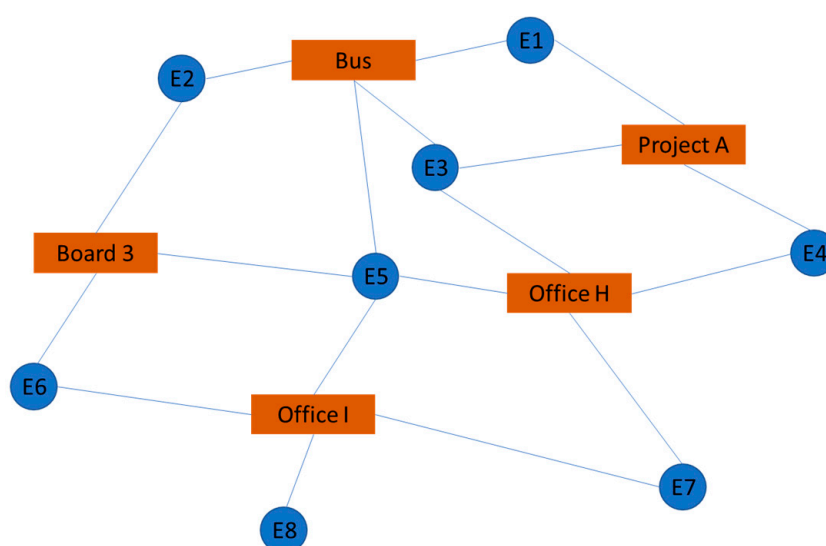 E1
Bus
E2
Project A
E3
Board 3
E4
E5
Office H
E6
Office I
E7
E8